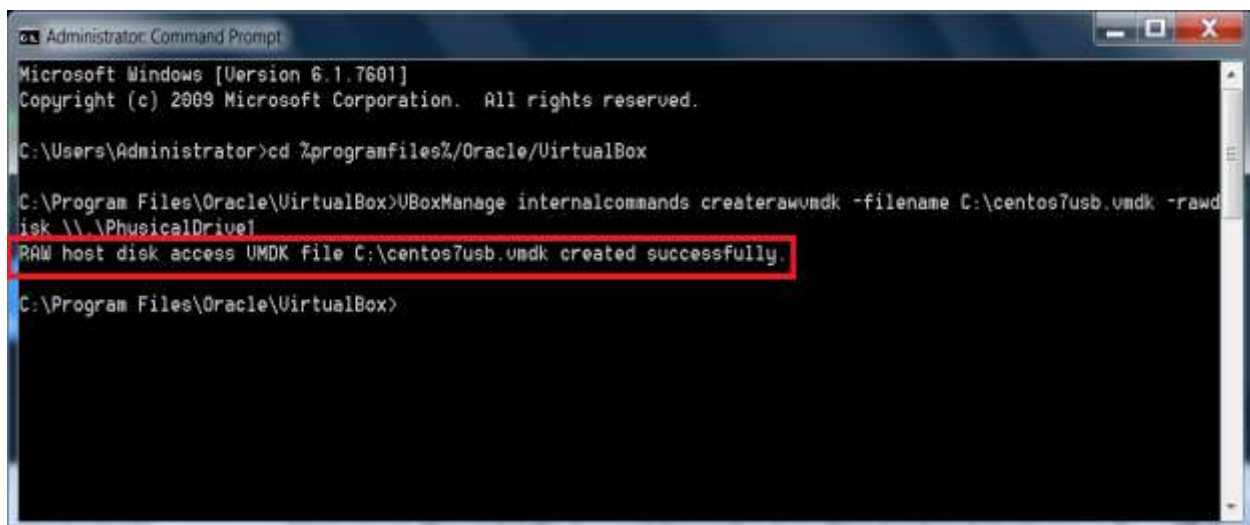 Administrator: Command Prompt
Microsoft Windows [Version 6.1.7601]
Copyright (c) 2009 Microsoft Corporation.  All rights reserved.
C:\Users\Administrator>cd %programfiles%/Oracle/VirtualBox
C:\Program Files\Oracle\VirtualBox>VBoxManage internalcommands createrawvmdk -filename C:\centos7usb.vmdk -rawd
isk \\.\PhusicalDrive1
RAW host disk access VMDK file C:\centos7usb.vmdk created successfully.
C:\Program Files\Oracle\VirtualBox>